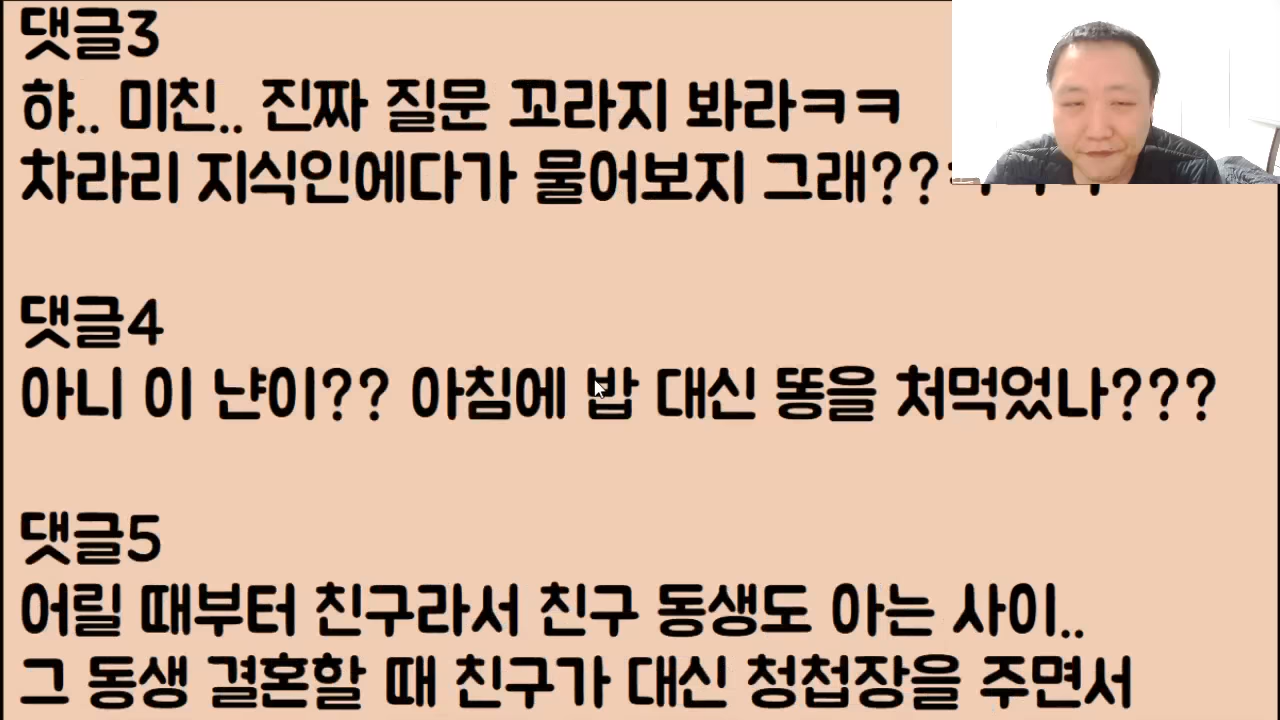 댓글3
햐.. 미친.. 진짜 질문 꼬라지 봐라ㅋㅋ
차라리 지식인에다가 물어보지 그래??
댓글4
아니 이 냔이?? 아침에 밥 대신 똥을 처먹었나???
댓글5
어릴 때부터 친구라서 친구 동생도 아는 사이..
그 동생 결혼할 때 친구가 대신 청첩장을 주면서